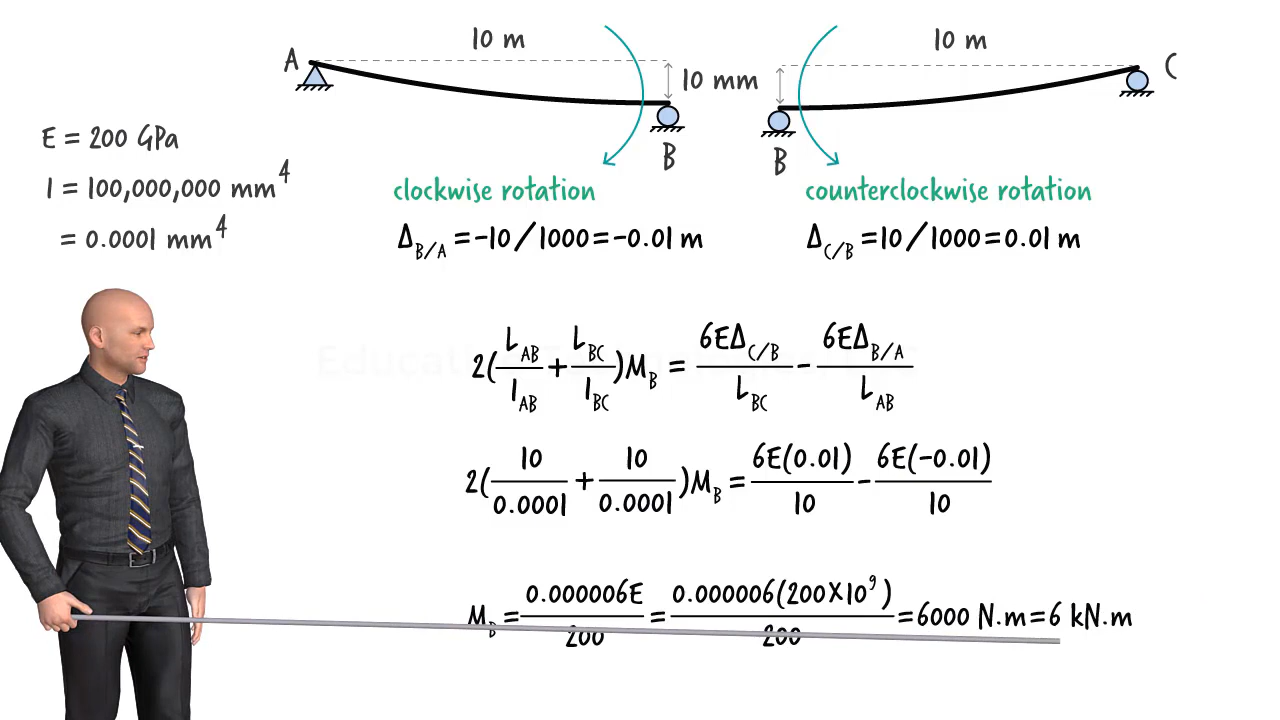 10 m
10 m
A
10 mm
C
B
B
E = 200 GPa
I = 100,000,000 mm⁴
= 0.0001 mm⁴
clockwise rotation
counterclockwise rotation
Δ_B/A = -10/1000 = -0.01 m
Δ_C/B = 10/1000 = 0.01 m
2(L_AB/I_AB + L_BC/I_BC)M_B = 6EΔ_C/B / L_BC - 6EΔ_B/A / L_AB
2(10/0.0001 + 10/0.0001)M_B = 6E(0.01)/10 - 6E(-0.01)/10
M_B = 0.000006E/200 = 0.000006(200X10⁹)/200 = 6000 N.m = 6 kN.m